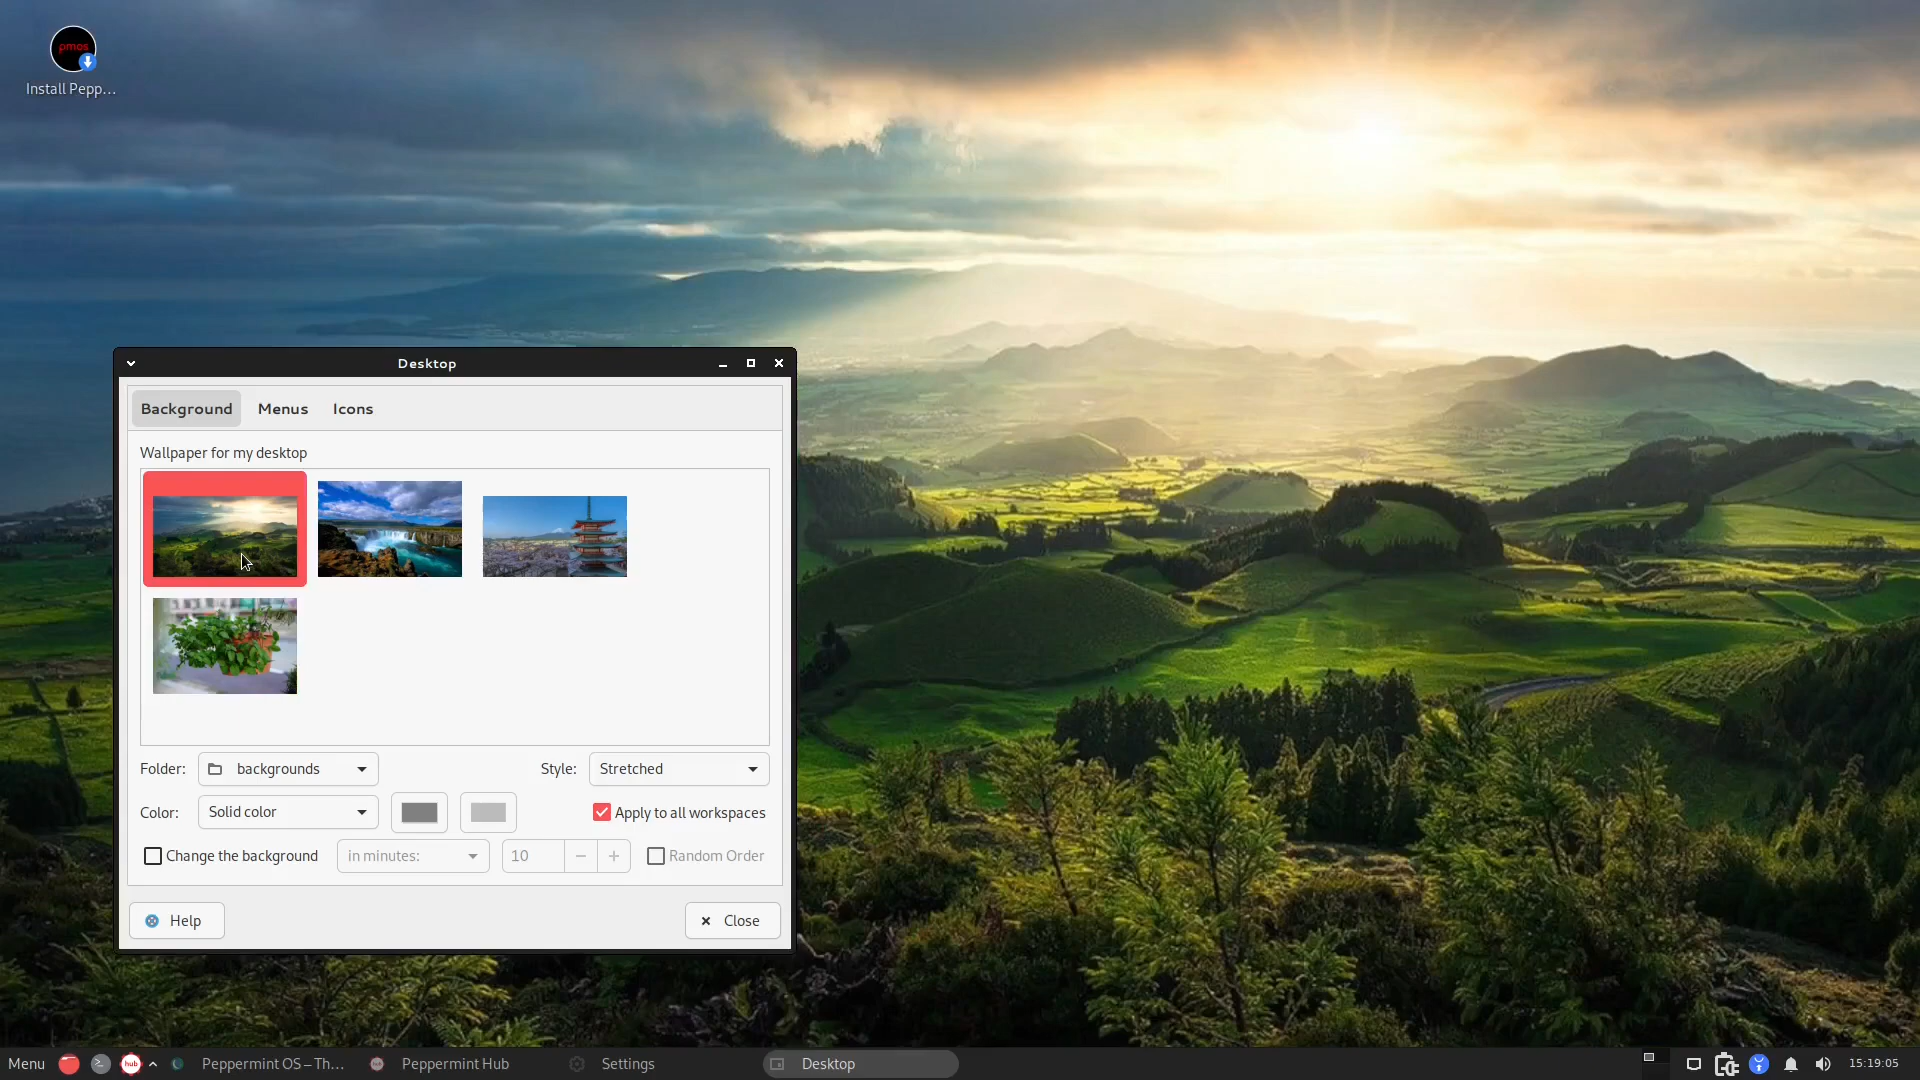 pmos
Install Pepp...
Desktop
Background Menus Icons
Wallpaper for my desktop
Folder: backgrounds Style: Stretched
Color: Solid color Apply to all workspaces
Change the background in minutes: 10 Random Order
Help Close
Menu hub Peppermint OS – Th... Peppermint Hub Settings Desktop 15:19:05